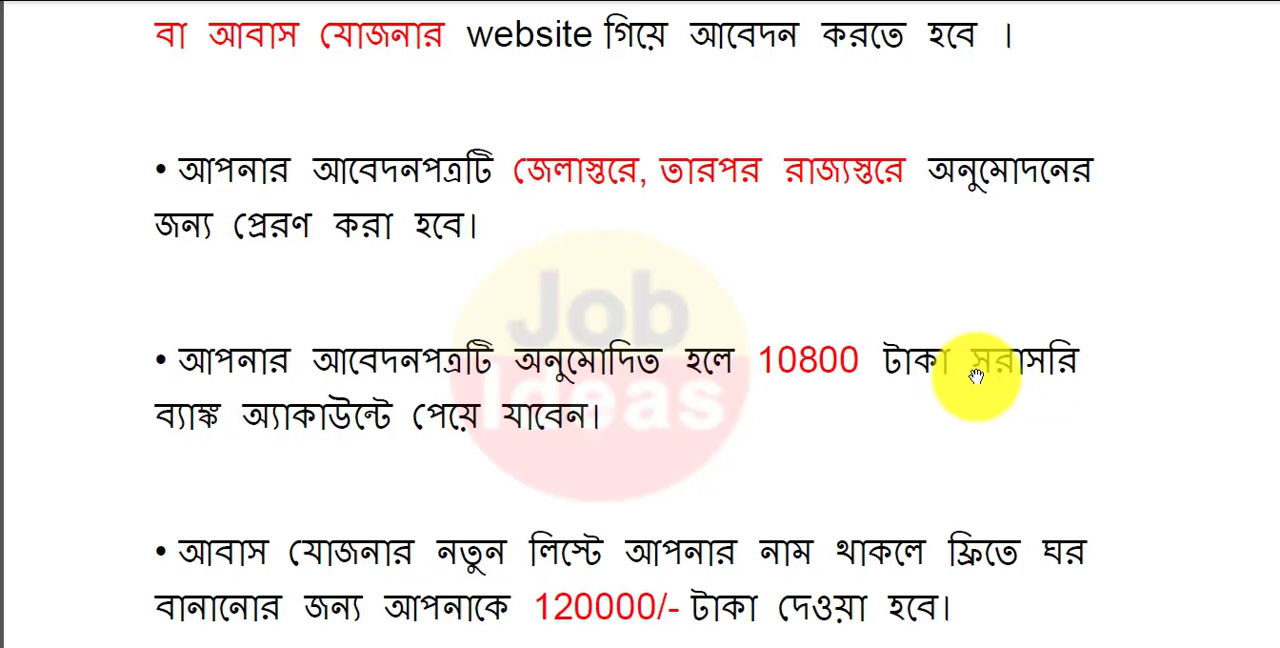 বা আবাস যোজনার website গিয়ে আবেদন করতে হবে ।
• আপনার আবেদনপত্রটি জেলাস্তরে, তারপর রাজ্যস্তরে অনুমোদনের
জন্য প্রেরণ করা হবে।
Job
Ideas
• আপনার আবেদনপত্রটি অনুমোদিত হলে 10800 টাকা সরাসরি
ব্যাঙ্ক অ্যাকাউন্টে পেয়ে যাবেন।
• আবাস যোজনার নতুন লিস্টে আপনার নাম থাকলে ফ্রিতে ঘর
বানানোর জন্য আপনাকে 120000/- টাকা দেওয়া হবে।